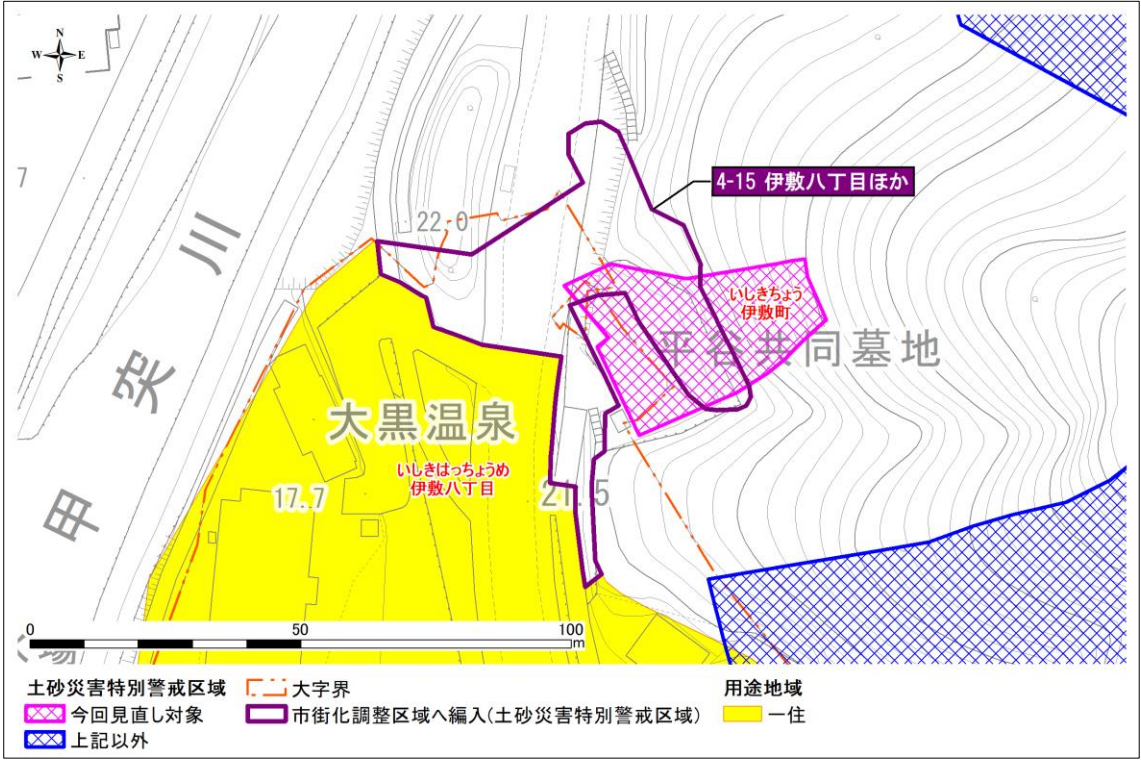 N
W E
S
7
4-15 伊敷八丁目ほか
22.0
川
いしきちょう
伊敷町
平谷共同墓地
突
大黒温泉
いしきはっちょうめ
伊敷八丁目
17.7
21.5
甲
0 50 100
m
場
土砂災害特別警戒区域
今回見直し対象
上記以外
大字界
市街化調整区域へ編入(土砂災害特別警戒区域)
用途地域
一住